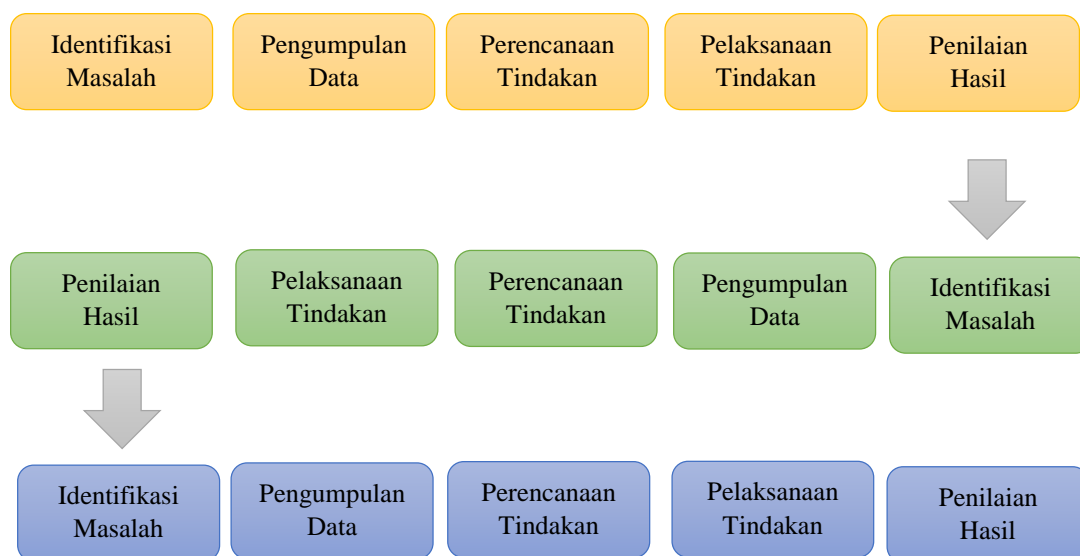 Identifikasi
Masalah
Pengumpulan
Data
Perencanaan
Tindakan
Pelaksanaan
Tindakan
Penilaian
Hasil
Penilaian
Hasil
Pelaksanaan
Tindakan
Perencanaan
Tindakan
Pengumpulan
Data
Identifikasi
Masalah
Identifikasi
Masalah
Pengumpulan
Data
Perencanaan
Tindakan
Pelaksanaan
Tindakan
Penilaian
Hasil